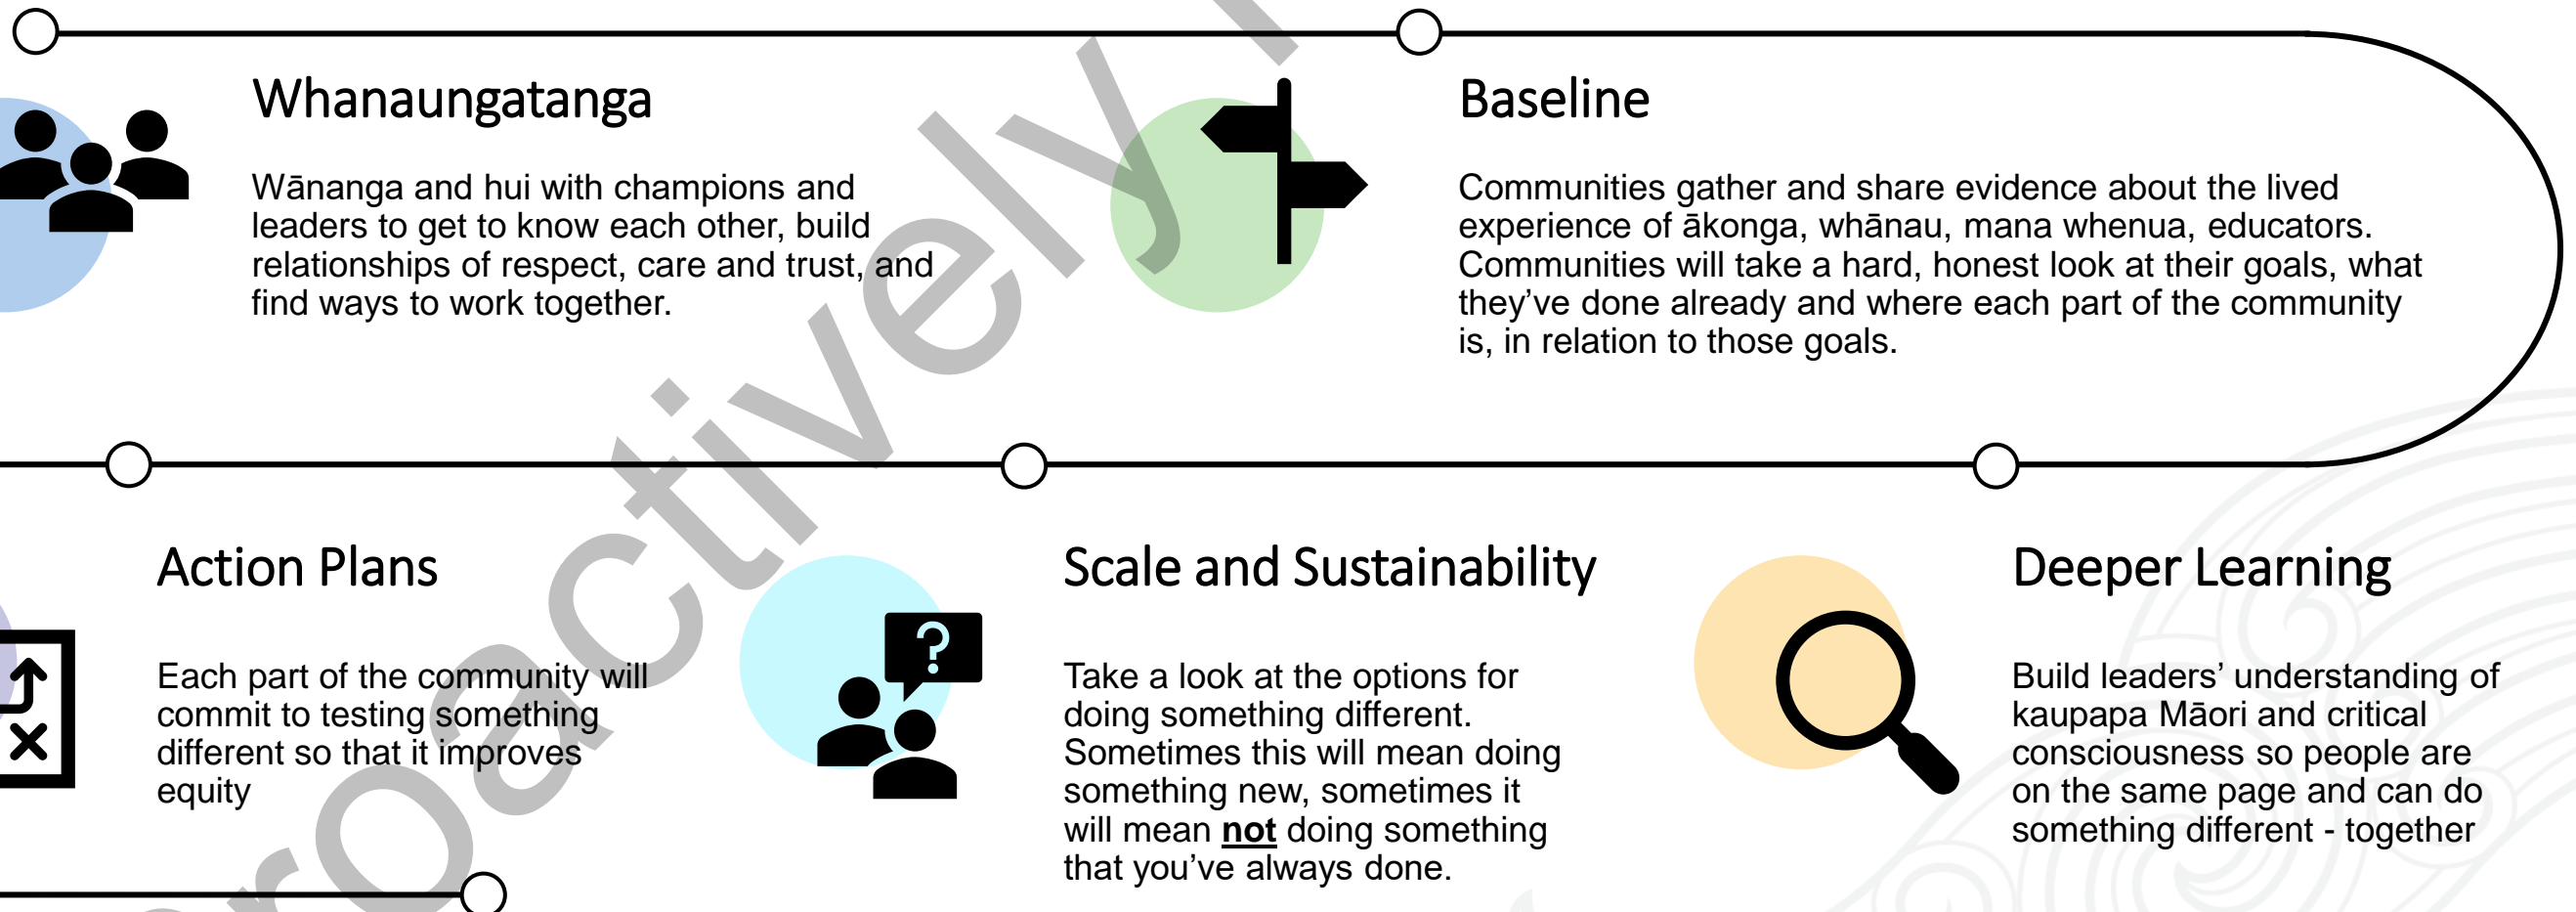 Whanaungatanga
Wānanga and hui with champions and
leaders to get to know each other, build
relationships of respect, care and trust, and
find ways to work together.
Baseline
Communities gather and share evidence about the lived
experience of ākonga, whānau, mana whenua, educators.
Communities will take a hard, honest look at their goals, what
they’ve done already and where each part of the community
is, in relation to those goals.
Action Plans
Each part of the community will
commit to testing something
different so that it improves
equity
?
Scale and Sustainability
Take a look at the options for
doing something different.
Sometimes this will mean doing
something new, sometimes it
will mean not doing something
that you’ve always done.
Deeper Learning
Build leaders’ understanding of
kaupapa Māori and critical
consciousness so people are
on the same page and can do
something different - together
roactively